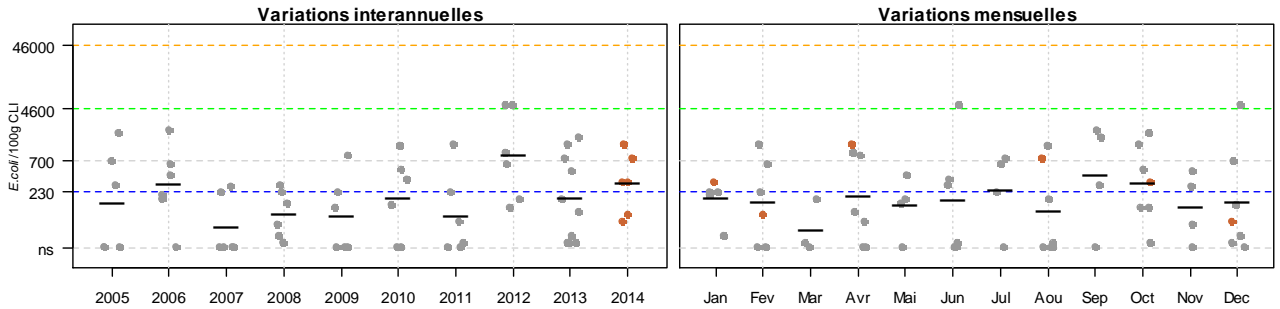 Variations interannuelles
Variations mensuelles
E.coli/100g CLI
46000
4600
700
230
ns
2005 2006 2007 2008 2009 2010 2011 2012 2013 2014
Jan Fev Mar Avr Mai Jun Jul Aou Sep Oct Nov Dec